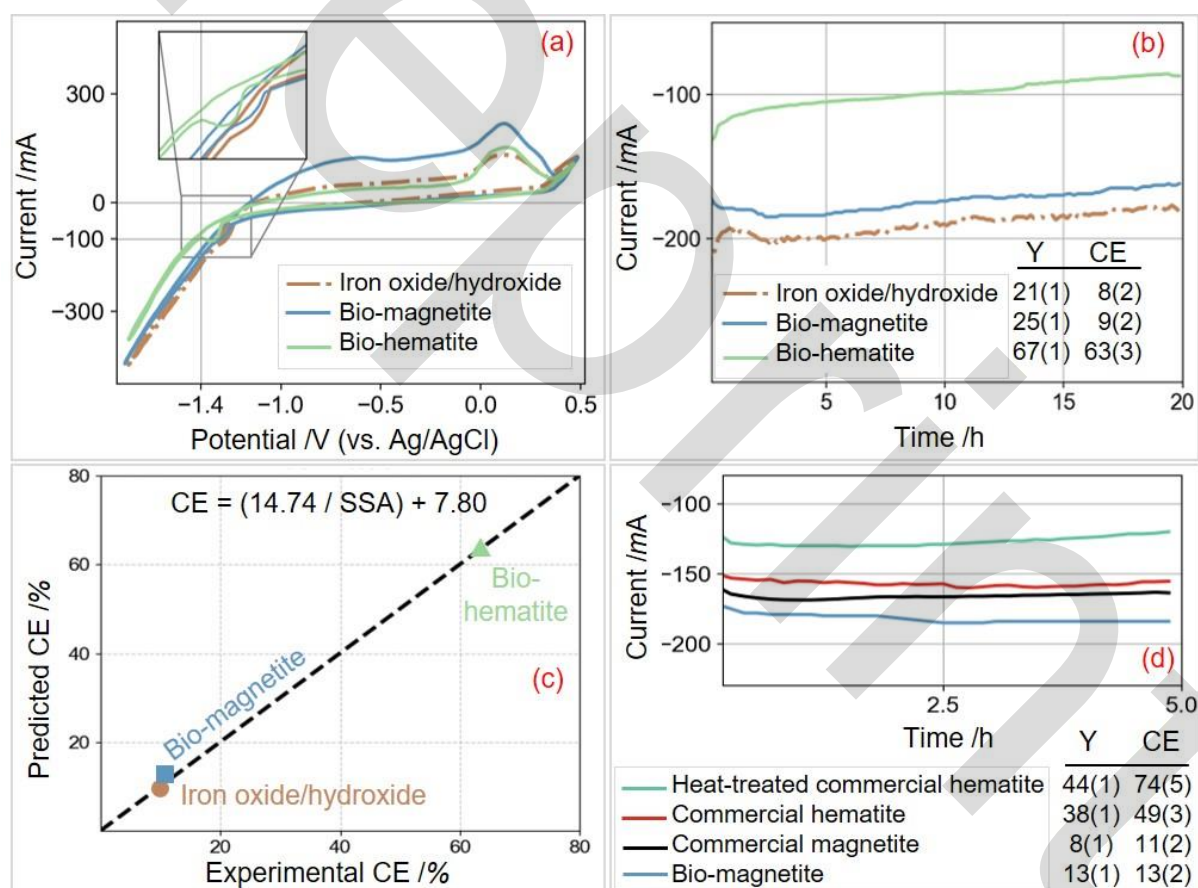 (a)
300
0
−100
−300
Current /mA
Iron oxide/hydroxide
Bio-magnetite
Bio-hematite
−1.4 −1.0 −0.5 0.0 0.5
Potential /V (vs. Ag/AgCl)
(b)
−100
−200
Current /mA
Y CE
Iron oxide/hydroxide 21(1) 8(2)
Bio-magnetite 25(1) 9(2)
Bio-hematite 67(1) 63(3)
5 10 15 20
Time /h
80
60
40
20
Predicted CE /%
CE = (14.74 / SSA) + 7.80
Bio-
hematite
(c)
Bio-magnetite
Iron oxide/hydroxide
20 40 60 80
Experimental CE /%
−100
−150
−200
Current /mA
(d)
2.5 5.0
Time /h
Y CE
Heat-treated commercial hematite 44(1) 74(5)
Commercial hematite 38(1) 49(3)
Commercial magnetite 8(1) 11(2)
Bio-magnetite 13(1) 13(2)